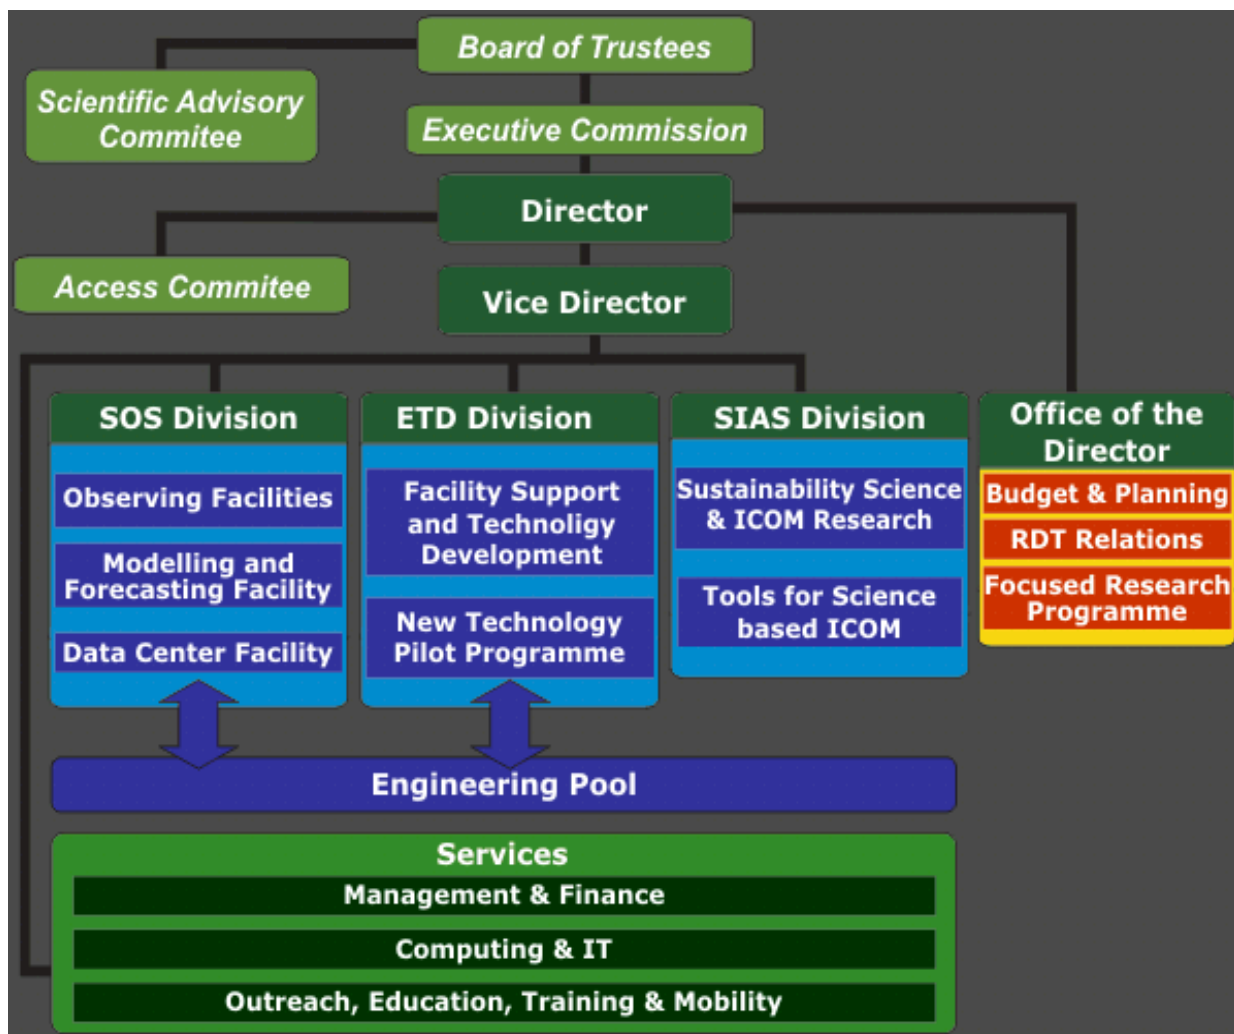 Board of Trustees
Scientific Advisory
Commitee
Executive Commission
Director
Access Commitee
Vice Director
SOS Division
Observing Facilities
Modelling and
Forecasting Facility
Data Center Facility
ETD Division
Facility Support
and Technoligy
Development
New Technology
Pilot Programme
SIAS Division
Sustainability Science
& ICOM Research
Tools for Science
based ICOM
Office of the
Director
Budget & Planning
RDT Relations
Focused Research
Programme
Engineering Pool
Services
Management & Finance
Computing & IT
Outreach, Education, Training & Mobility